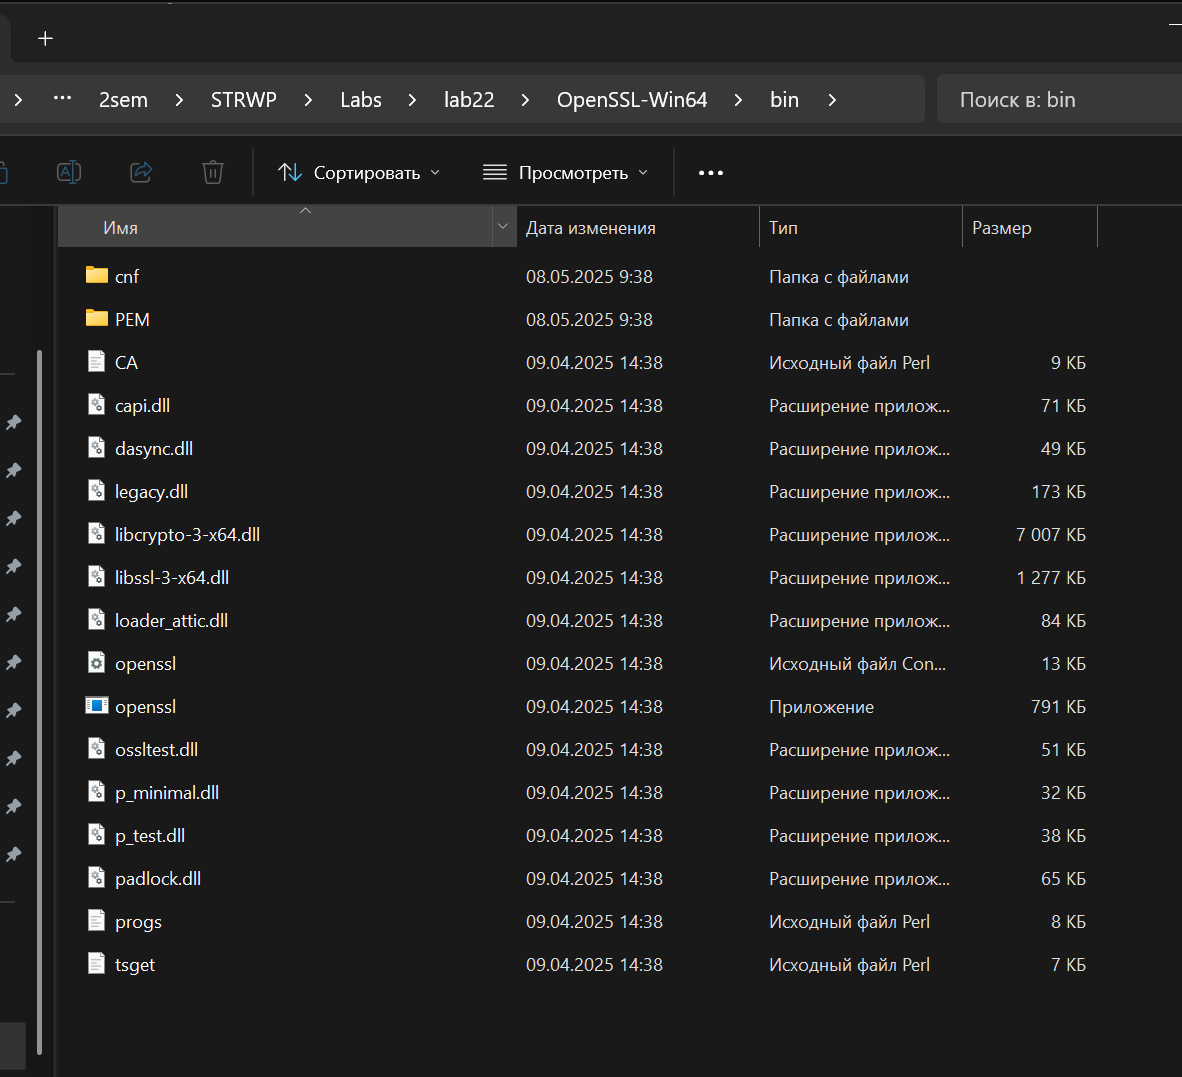 2sem STRWP Labs lab22 OpenSSL-Win64 bin Поиск в: bin
Сортировать Просмотреть
Имя Дата изменения Тип Размер
cnf 08.05.2025 9:38 Папка с файлами
PEM 08.05.2025 9:38 Папка с файлами
CA 09.04.2025 14:38 Исходный файл Perl 9 КБ
capi.dll 09.04.2025 14:38 Расширение прилож... 71 КБ
dasync.dll 09.04.2025 14:38 Расширение прилож... 49 КБ
legacy.dll 09.04.2025 14:38 Расширение прилож... 173 КБ
libcrypto-3-x64.dll 09.04.2025 14:38 Расширение прилож... 7 007 КБ
libssl-3-x64.dll 09.04.2025 14:38 Расширение прилож... 1 277 КБ
loader_attic.dll 09.04.2025 14:38 Расширение прилож... 84 КБ
openssl 09.04.2025 14:38 Исходный файл Con... 13 КБ
openssl 09.04.2025 14:38 Приложение 791 КБ
ossltest.dll 09.04.2025 14:38 Расширение прилож... 51 КБ
p_minimal.dll 09.04.2025 14:38 Расширение прилож... 32 КБ
p_test.dll 09.04.2025 14:38 Расширение прилож... 38 КБ
padlock.dll 09.04.2025 14:38 Расширение прилож... 65 КБ
progs 09.04.2025 14:38 Исходный файл Perl 8 КБ
tsget 09.04.2025 14:38 Исходный файл Perl 7 КБ